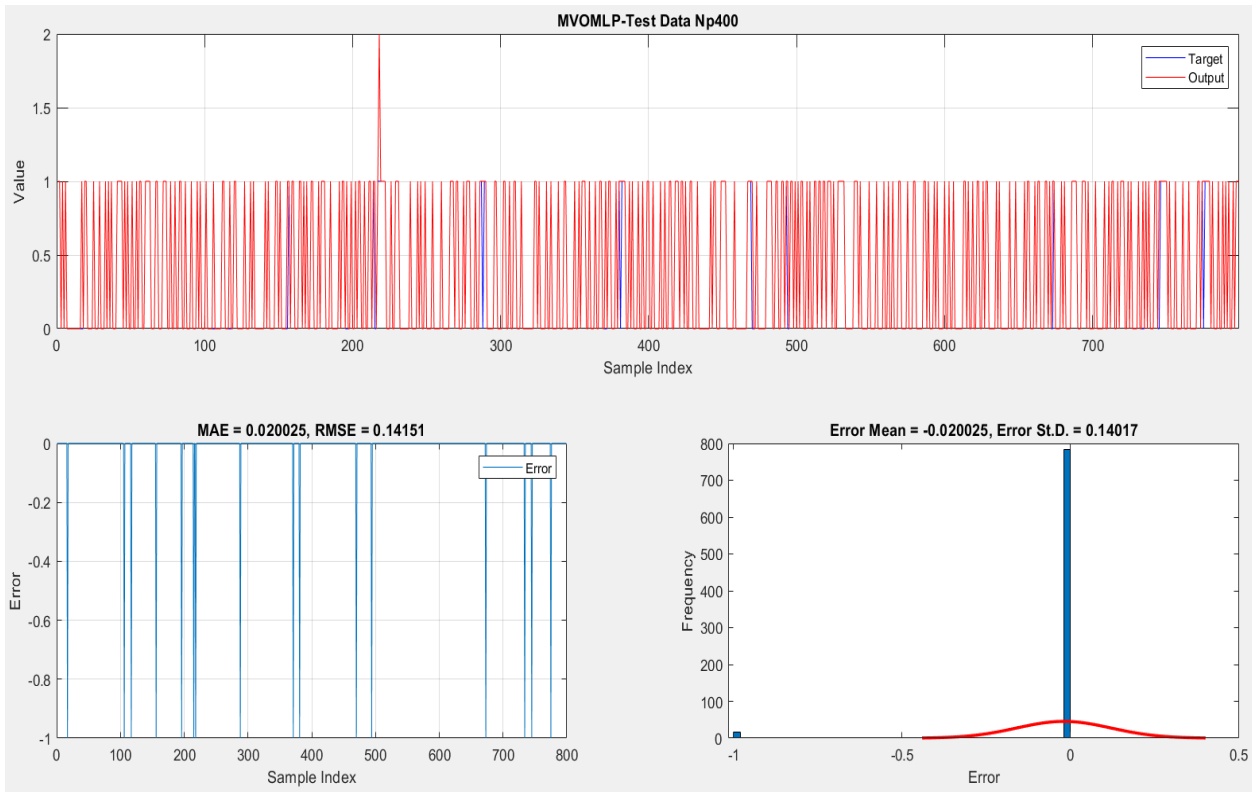 MVOMLP-Test Data Np400
Value
2
1.5
1
0.5
0
Target
Output
0 100 200 300 400 500 600 700
Sample Index
MAE = 0.020025, RMSE = 0.14151
Error
0
-0.2
-0.4
-0.6
-0.8
-1
Error
0 100 200 300 400 500 600 700 800
Sample Index
Error Mean = -0.020025, Error St.D. = 0.14017
Frequency
800
700
600
500
400
300
200
100
0
-1 -0.5 0 0.5
Error